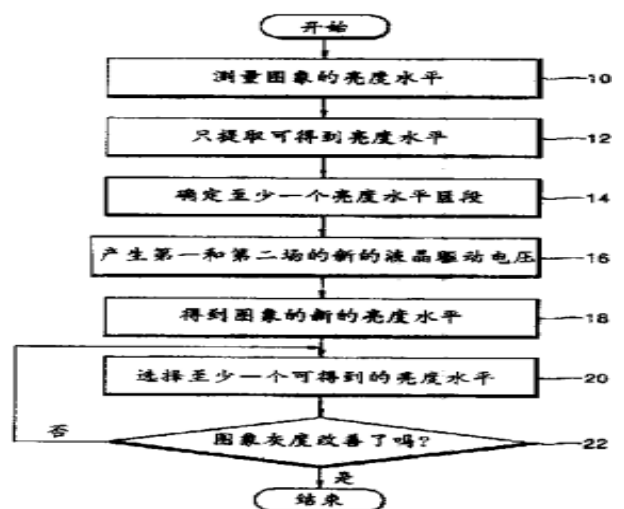 开始
测量图象的亮度水平
10
只提取可得到亮度水平
12
确定至少一个亮度水平区段
14
产生第一和第二场的新的液晶驱动电压
16
得到图象的新的亮度水平
18
选择至少一个可得到的亮度水平
20
图象灰度改善了吗?
22
否
是
结束